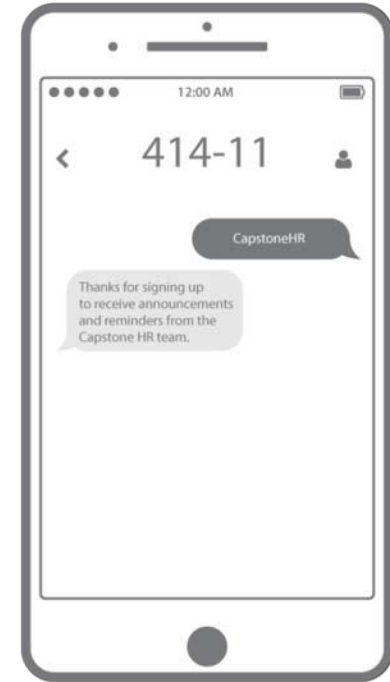 12:00 AM
414-11
CapstoneHR
Thanks for signing up
to receive announcements
and reminders from the
Capstone HR team.